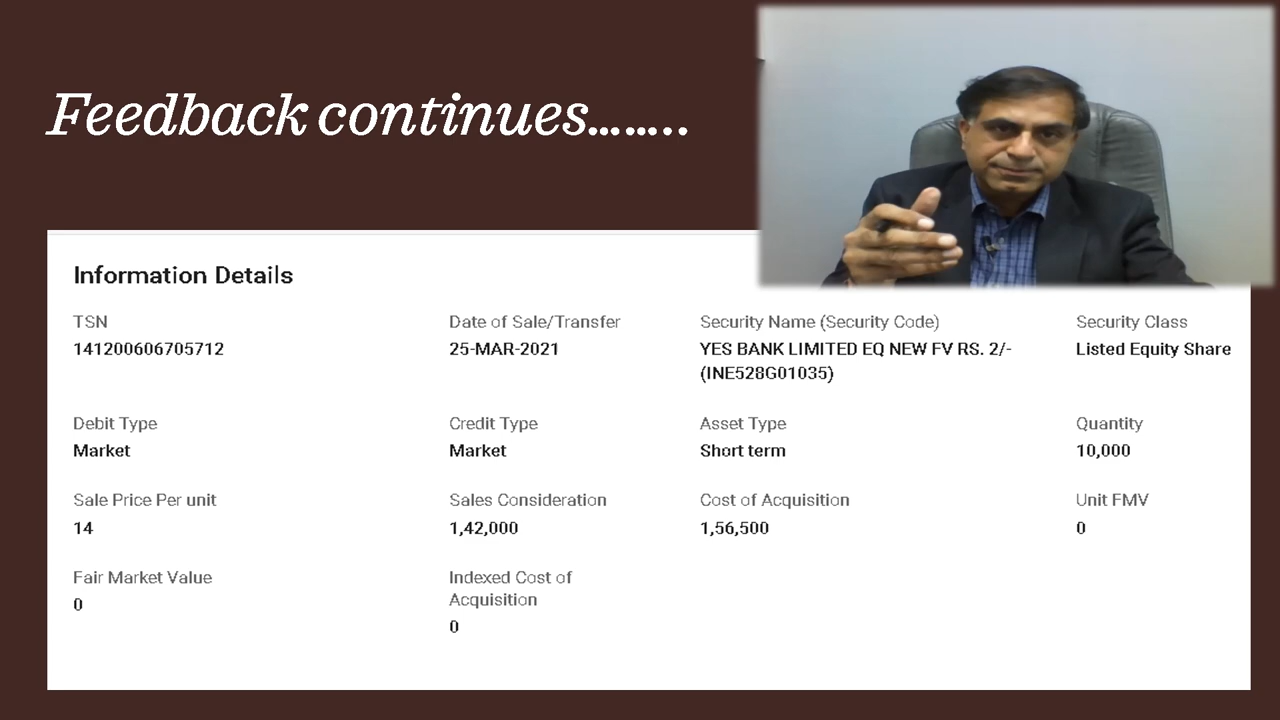 Feedback continues........
Information Details
TSN
Date of Sale/Transfer
Security Name (Security Code)
Security Class
141200606705712
25-MAR-2021
YES BANK LIMITED EQ NEW FV RS. 2/-
(INE528G01035)
Listed Equity Share
Debit Type
Credit Type
Asset Type
Quantity
Market
Market
Short term
10,000
Sale Price Per unit
Sales Consideration
Cost of Acquisition
Unit FMV
14
1,42,000
1,56,500
0
Fair Market Value
Indexed Cost of
Acquisition
0
0